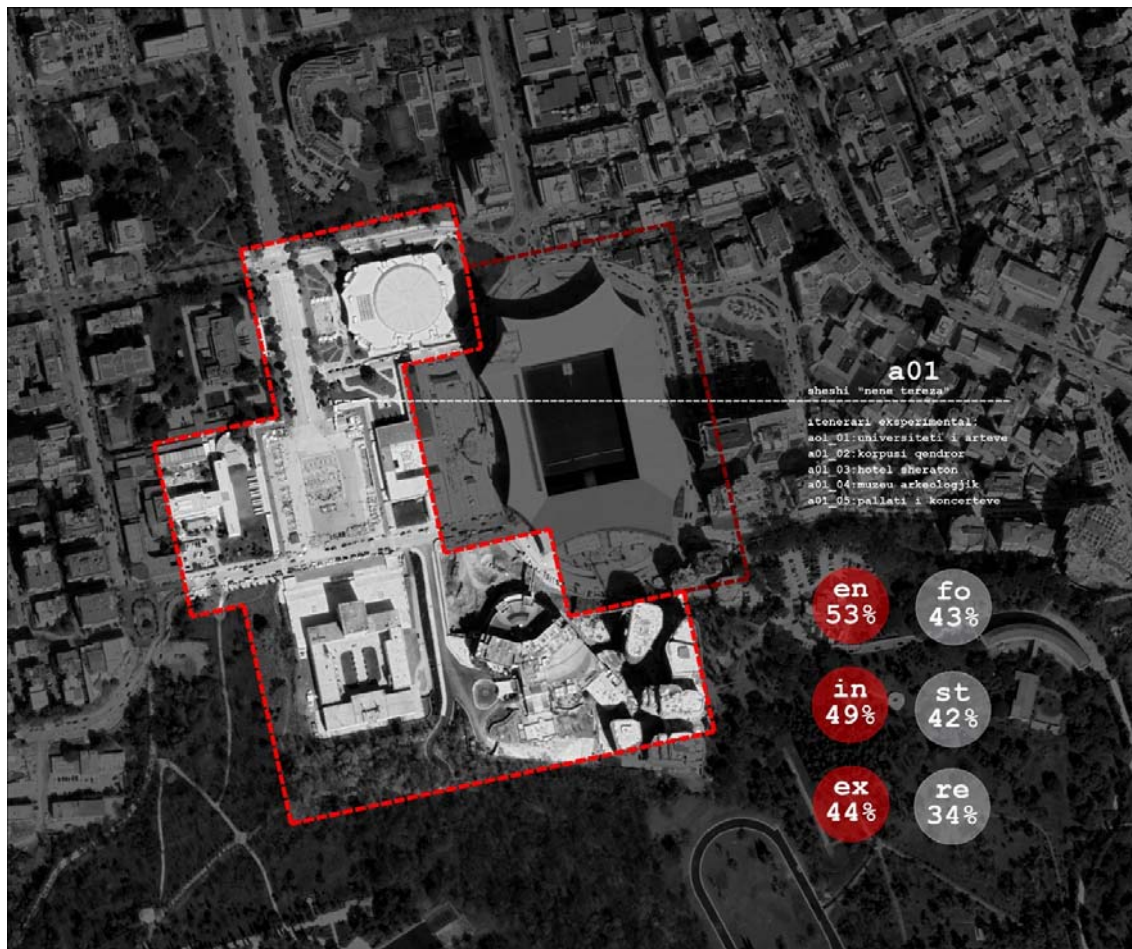 a01
sheshi "nene tereza"
itenerari eksperimental:
a01_01:universiteti i arteve
a01_02:korpusi qendror
a01_03:hotel sheraton
a01_04:muzeu arkeologjik
a01_05:pallati i koncerteve
en fo
53% 43%
in st
49% 42%
ex re
44% 34%